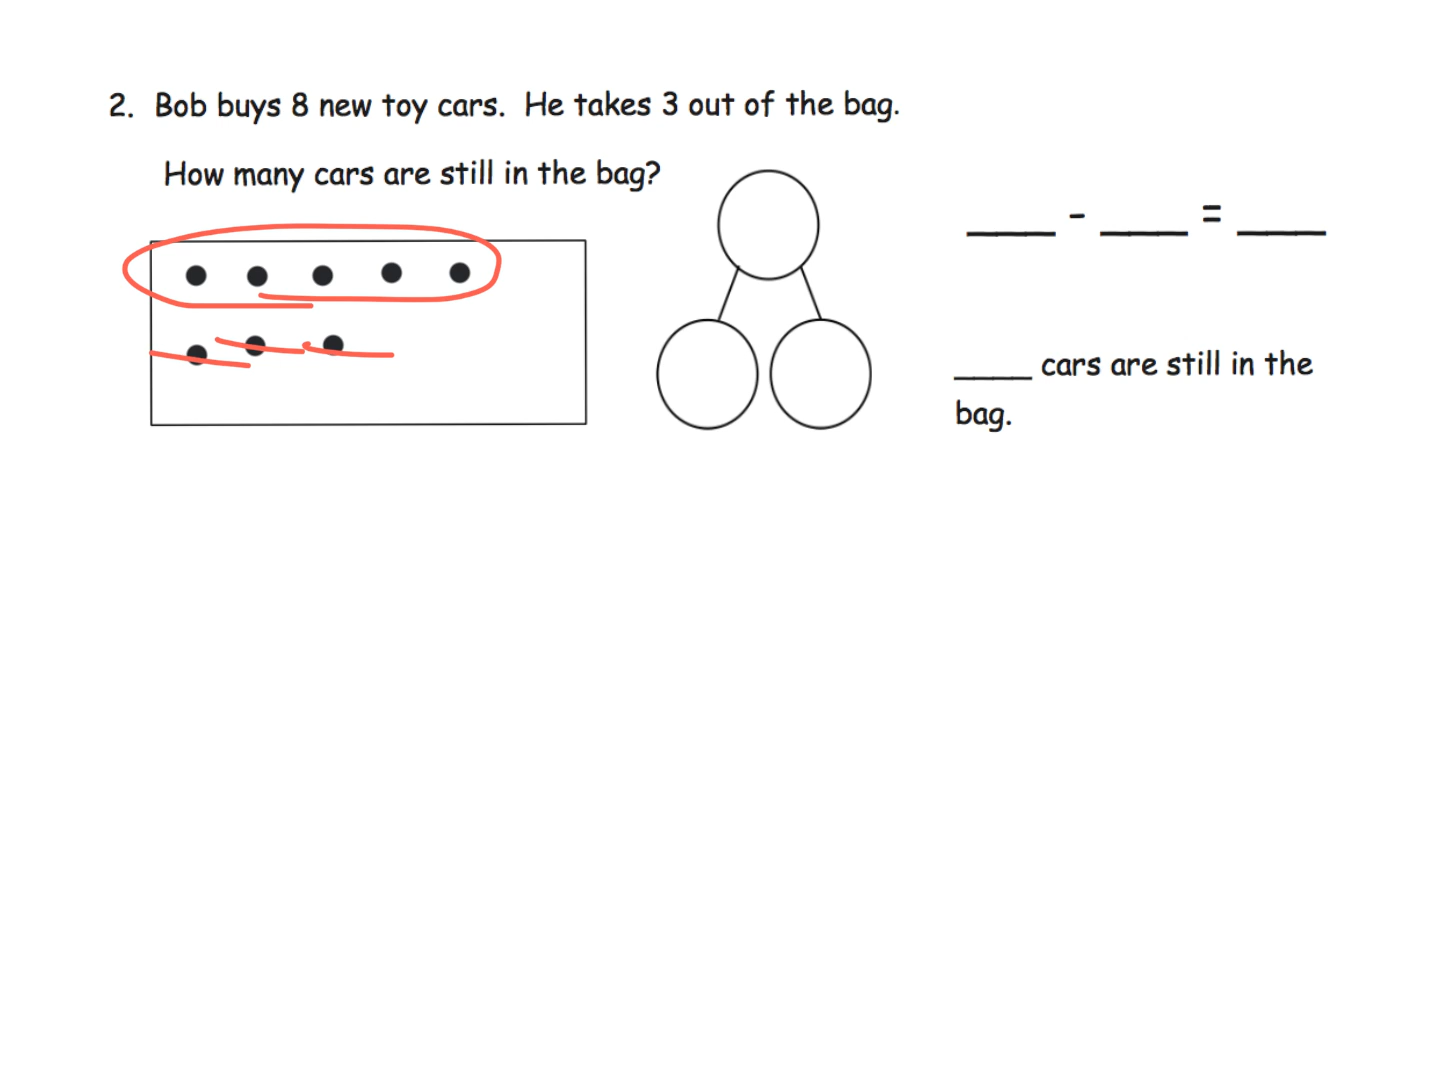 2. Bob buys 8 new toy cars. He takes 3 out of the bag.
How many cars are still in the bag?
____ - ____ = ____
____ cars are still in the
bag.